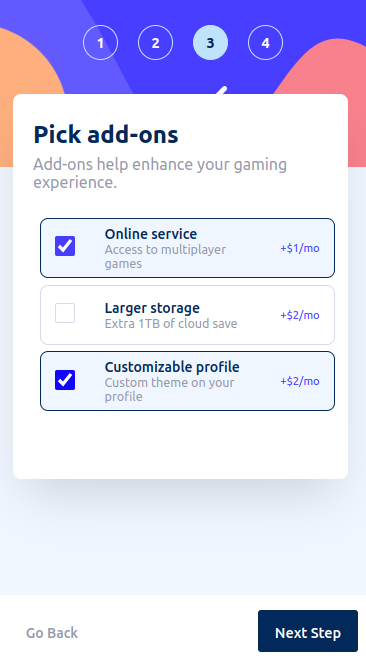 1 2 3 4
Pick add-ons
Add-ons help enhance your gaming
experience.
Online service
Access to multiplayer
games
+$1/mo
Larger storage
Extra 1TB of cloud save
+$2/mo
Customizable profile
Custom theme on your
profile
+$2/mo
Go Back
Next Step